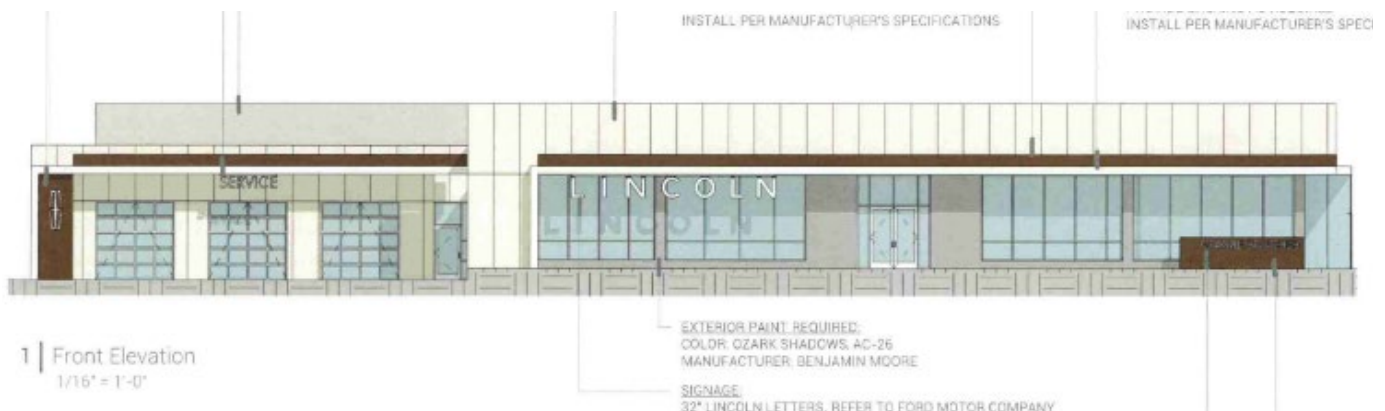 INSTALL PER MANUFACTURER'S SPECIFICATIONS
INSTALL PER MANUFACTURER'S SPECI
SERVICE
LINCOLN
LINCOLN
EXTERIOR PAINT REQUIRED:
COLOR: OZARK SHADOWS, AC-26
MANUFACTURER: BENJAMIN MOORE
1 Front Elevation
1/16" = 1'-0"
SIGNAGE:
32" LINCOLN LETTERS, REFER TO FORD MOTOR COMPANY